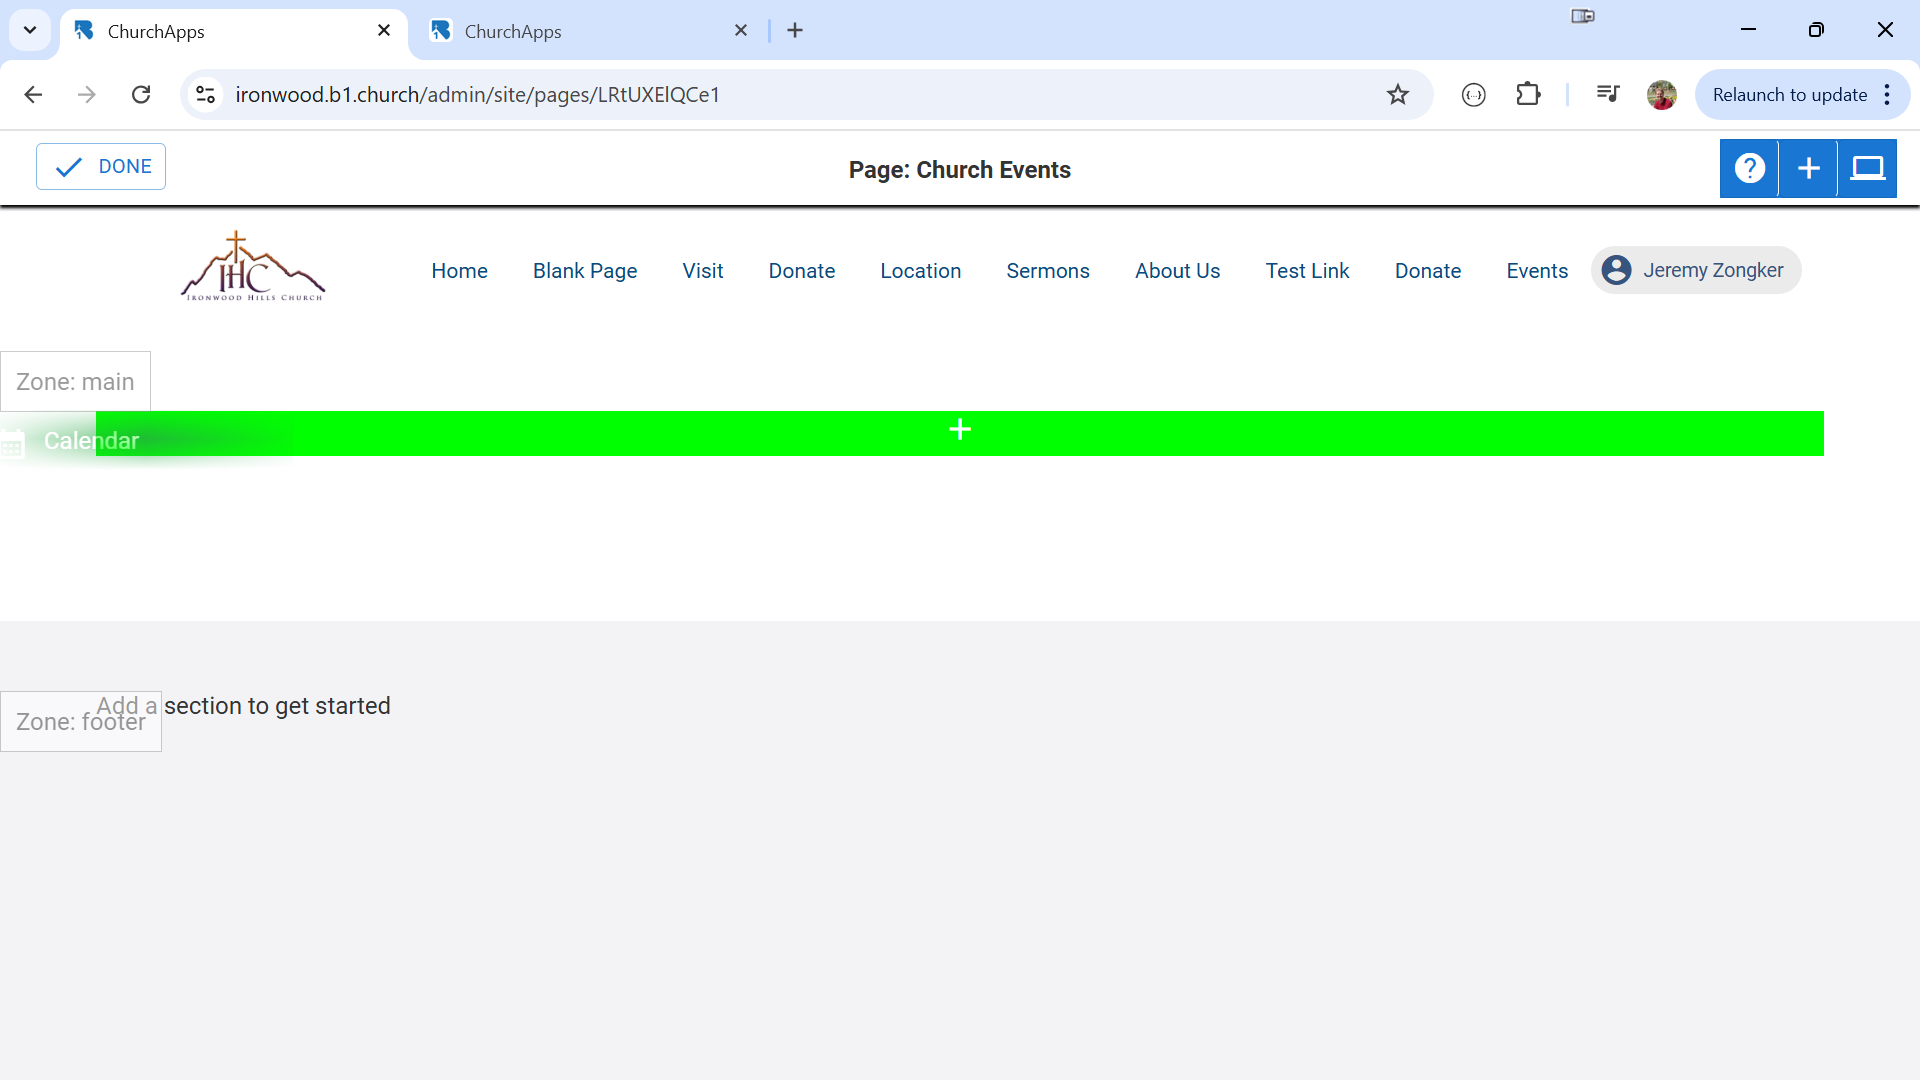 ChurchApps
ChurchApps
ironwood.b1.church/admin/site/pages/LRtUXElQCe1
Relaunch to update
DONE
Page: Church Events
IHC
IRONWOOD HILLS CHURCH
Home
Blank Page
Visit
Donate
Location
Sermons
About Us
Test Link
Donate
Events
Jeremy Zongker
Zone: main
Calendar
Add a section to get started
Zone: footer